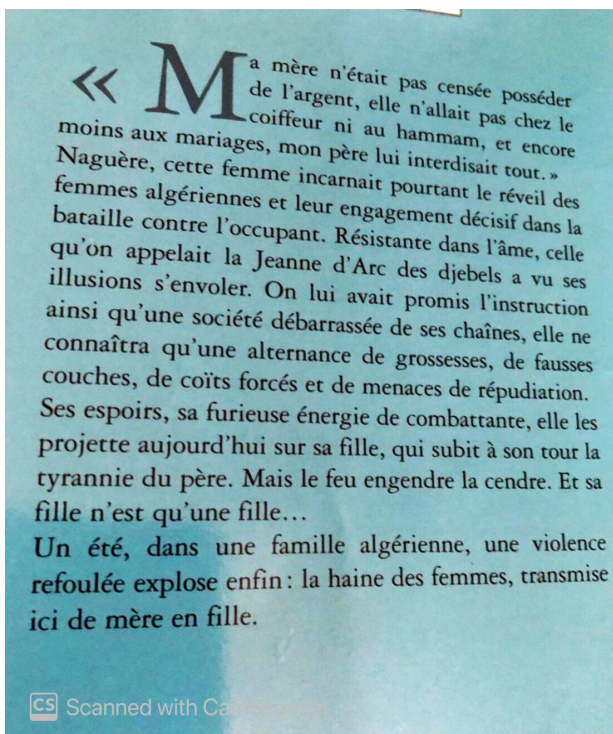 « Ma mère n'était pas censée posséder
de l'argent, elle n'allait pas chez le
coiffeur ni au hammam, et encore
moins aux mariages, mon père lui interdisait tout. »
Naguère, cette femme incarnait pourtant le réveil des
femmes algériennes et leur engagement décisif dans la
bataille contre l'occupant. Résistante dans l'âme, celle
qu'on appelait la Jeanne d'Arc des djebels a vu ses
illusions s'envoler. On lui avait promis l'instruction
ainsi qu'une société débarrassée de ses chaînes, elle ne
connaîtra qu'une alternance de grossesses, de fausses
couches, de coïts forcés et de menaces de répudiation.
Ses espoirs, sa furieuse énergie de combattante, elle les
projette aujourd'hui sur sa fille, qui subit à son tour la
tyrannie du père. Mais le feu engendre la cendre. Et sa
fille n'est qu'une fille…
Un été, dans une famille algérienne, une violence
refoulée explose enfin : la haine des femmes, transmise
ici de mère en fille.
CS Scanned with